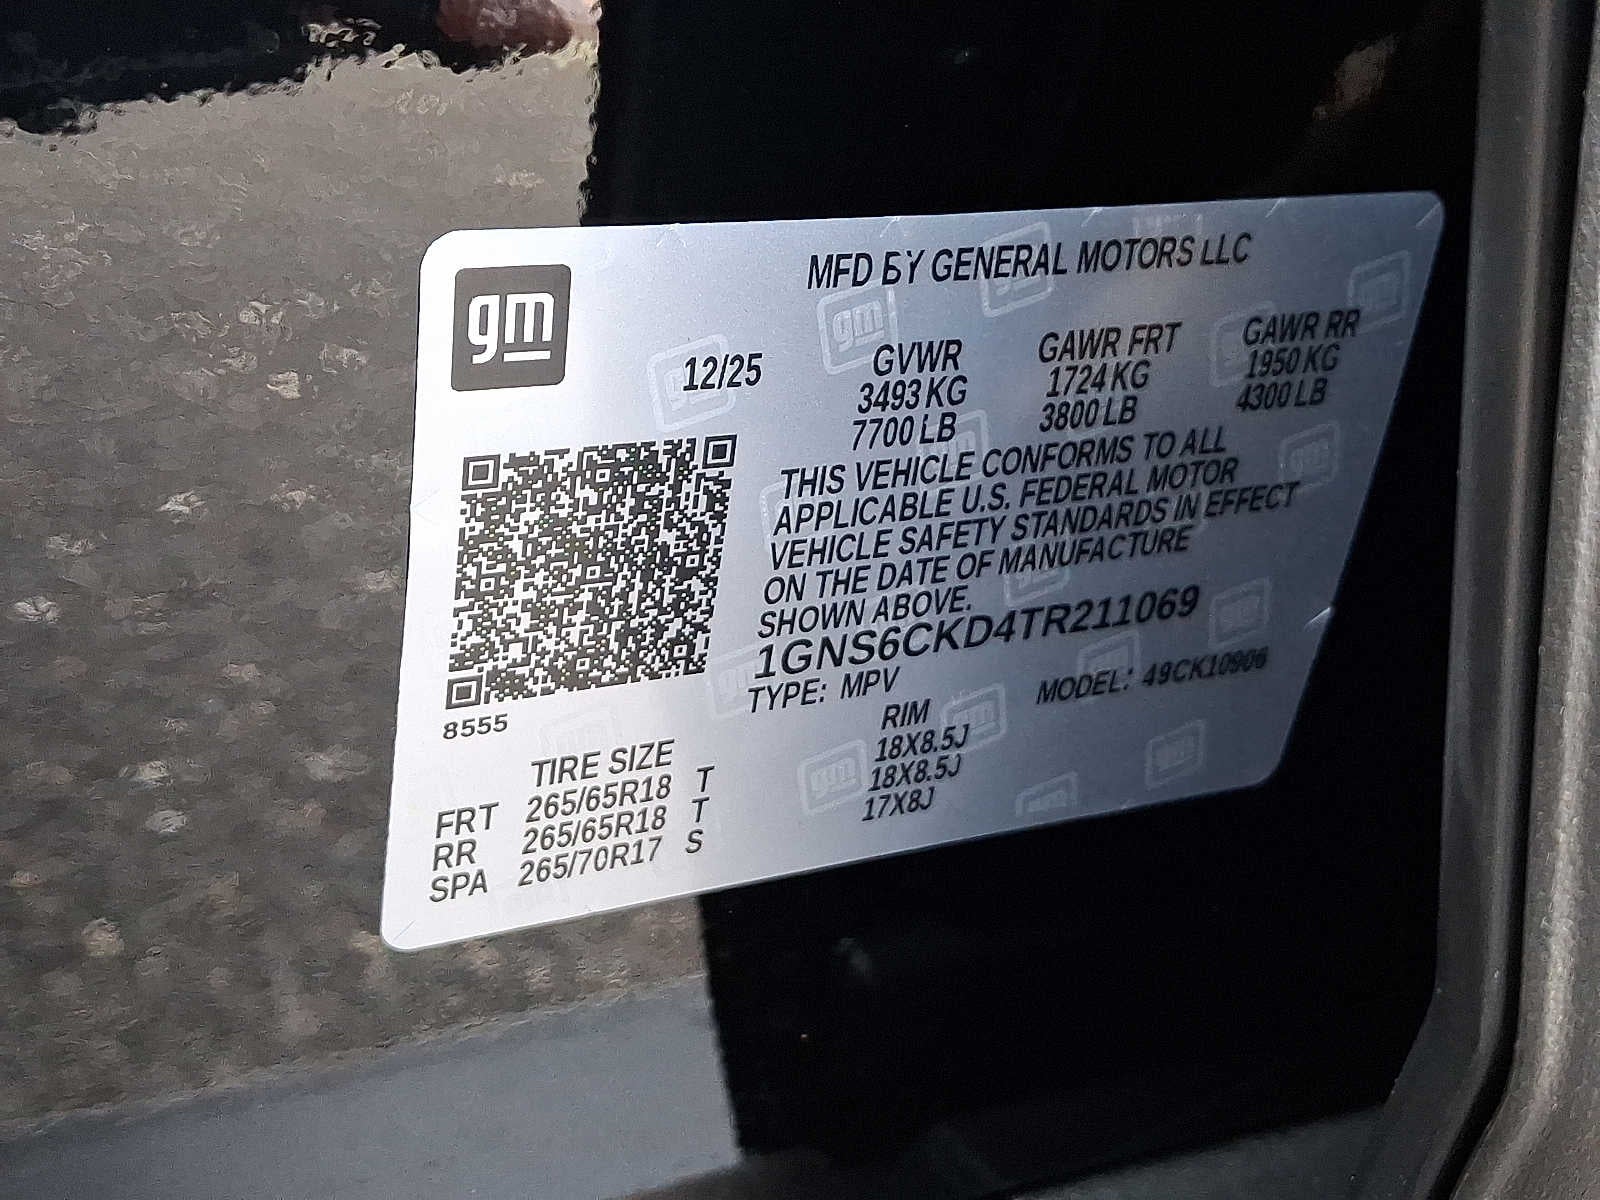 gm
MFD BY GENERAL MOTORS LLC
12/25 GVWR GAWR FRT GAWR RR
3493 KG 1724 KG 1950 KG
7700 LB 3800 LB 4300 LB
THIS VEHICLE CONFORMS TO ALL
APPLICABLE U.S. FEDERAL MOTOR
VEHICLE SAFETY STANDARDS IN EFFECT
ON THE DATE OF MANUFACTURE
SHOWN ABOVE.
1GNS6CKD4TR211069
TYPE: MPV MODEL: 49CK10906
8555
TIRE SIZE RIM
FRT 265/65R18 T 18X8.5J
RR 265/65R18 T 18X8.5J
SPA 265/70R17 S 17X8J